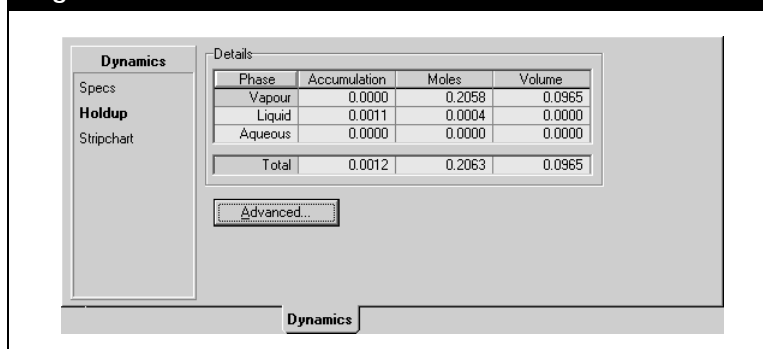 Dynamics
Specs
Holdup
Stripchart
Details
Phase Accumulation Moles Volume
Vapour 0.0000 0.2058 0.0965
Liquid 0.0011 0.0004 0.0000
Aqueous 0.0000 0.0000 0.0000
Total 0.0012 0.2063 0.0965
Advanced...
Dynamics